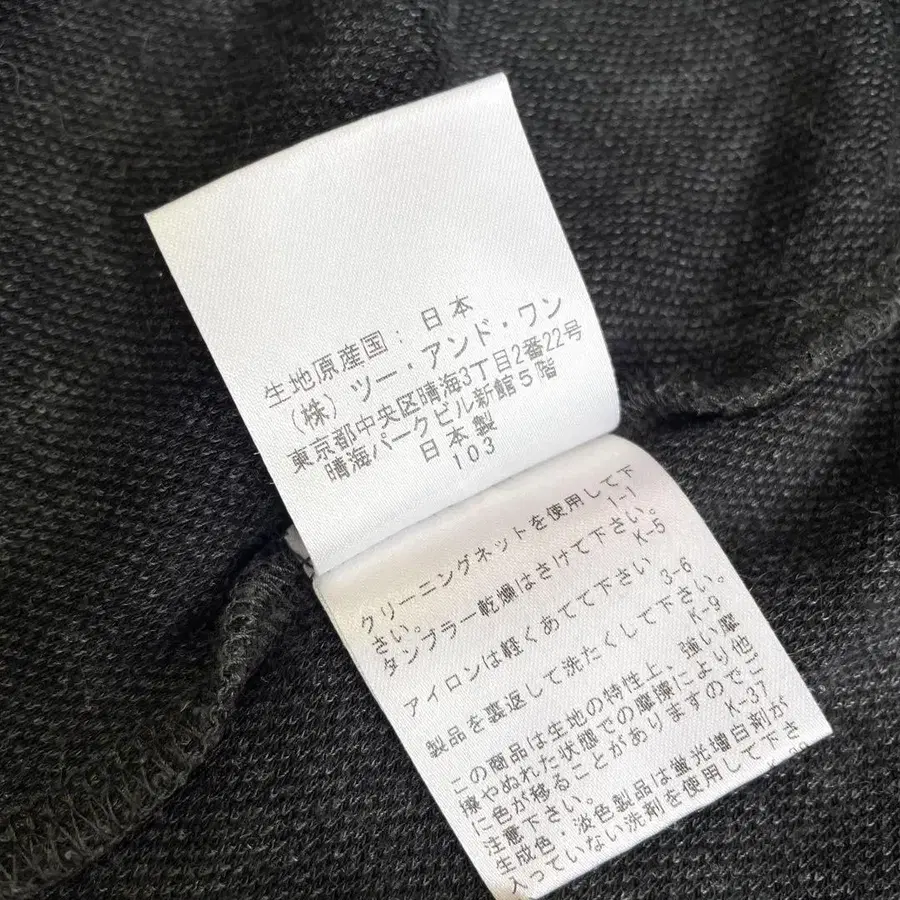 生地原産国：日本
（株）ツー・アンド・ワン
東京都中央区晴海3丁目2番22号
晴海パークビル新館5階
日本製
103
クリーニングネットを使用して下
さい。 1-1
タンブラー乾燥はさけて下さい。
K-5
アイロンは軽くあてて下さい 3-6
製品を裏返して洗たくして下さい。
K-9
この商品は生地の特性上、強い摩
擦やぬれた状態での摩擦により他
に色が移ることがありますのでご
注意下さい。 K-37
生成色・淡色製品は蛍光増白剤が
入っていない洗剤を使用して下さ